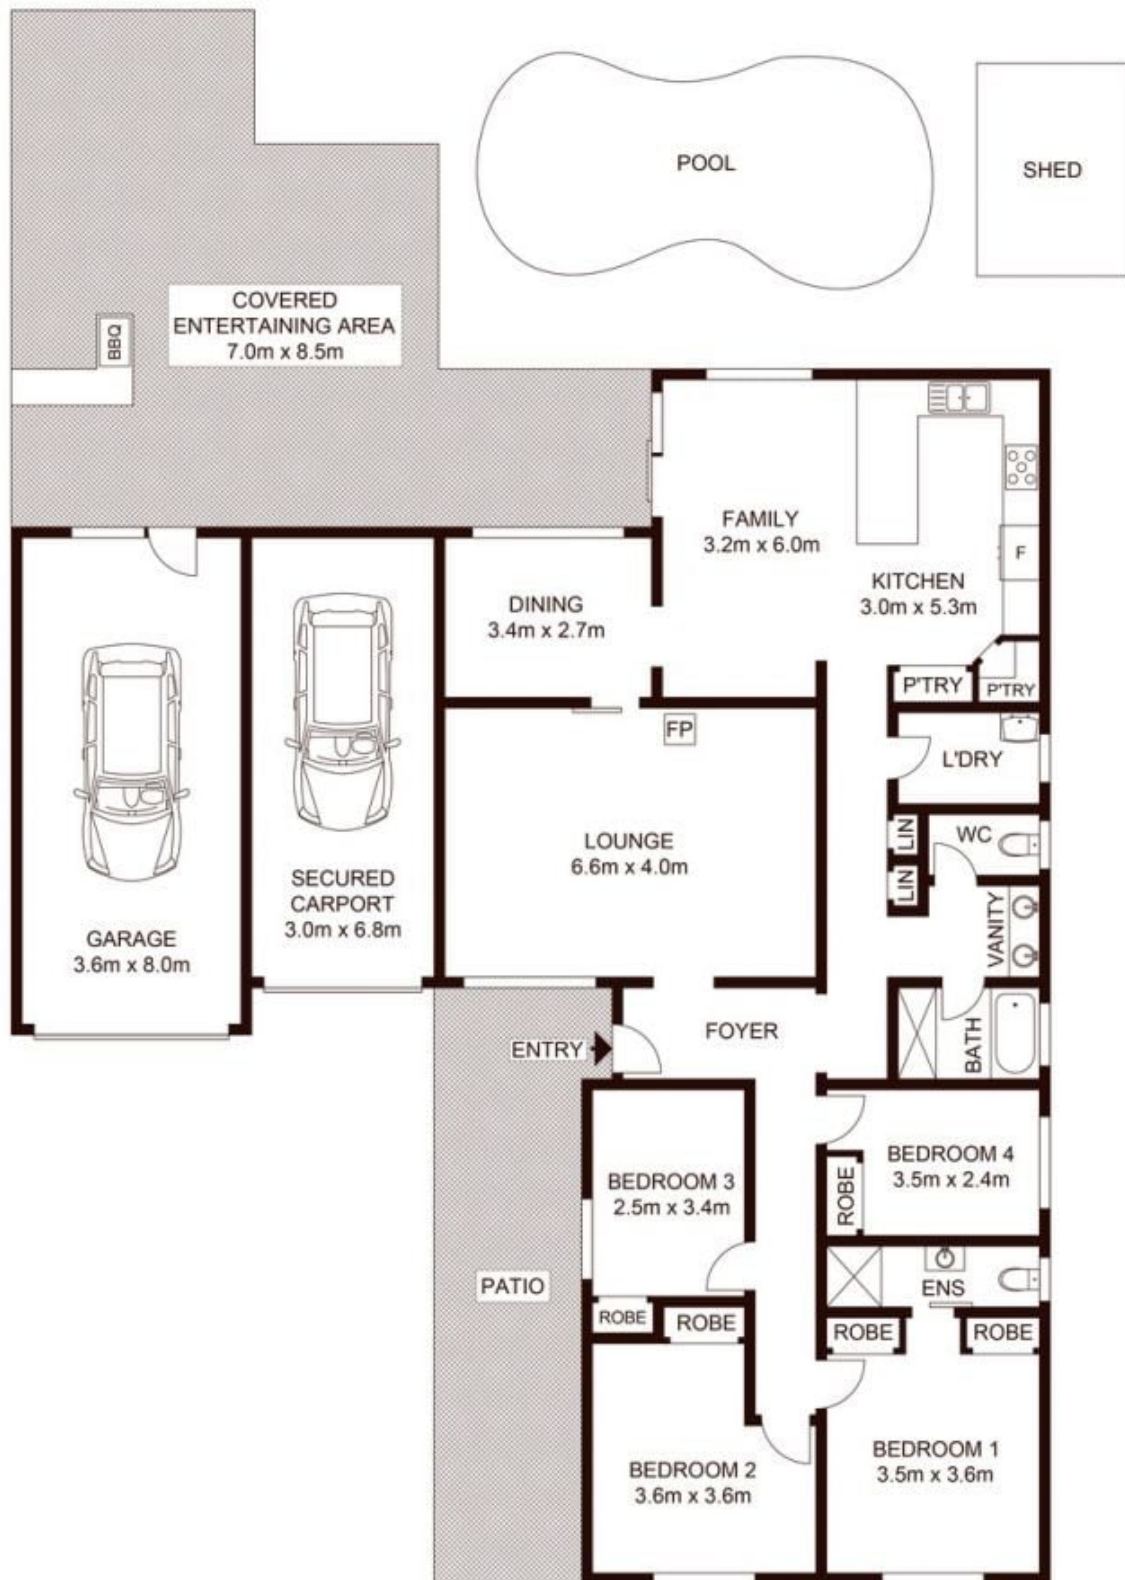 POOL
SHED
COVERED
ENTERTAINING AREA
7.0m x 8.5m
BBQ
FAMILY
3.2m x 6.0m
F
KITCHEN
3.0m x 5.3m
DINING
3.4m x 2.7m
P'TRY
P'TRY
FP
L'DRY
LOUNGE
6.6m x 4.0m
LIN
WC
LIN
SECURED
CARPORT
3.0m x 6.8m
VANITY
GARAGE
3.6m x 8.0m
FOYER
ENTRY
BATH
BEDROOM 4
3.5m x 2.4m
BEDROOM 3
2.5m x 3.4m
ROBE
PATIO
ENS
ROBE
ROBE
ROBE
ROBE
BEDROOM 1
3.5m x 3.6m
BEDROOM 2
3.6m x 3.6m